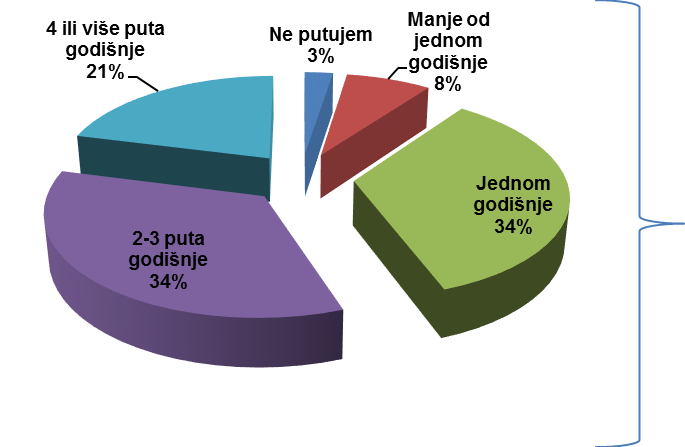 4 ili više puta
godišnje
21%
Ne putujem
3%
Manje od
jednom
godišnje
8%
Jednom
godišnje
34%
2-3 puta
godišnje
34%